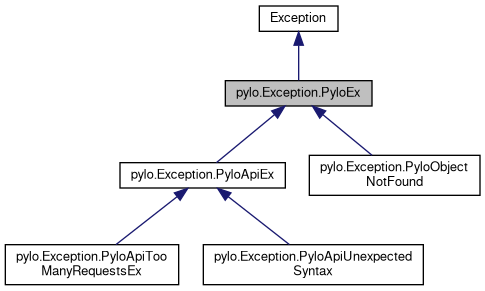 Exception
pylo.Exception.PyloEx
pylo.Exception.PyloApiEx
pylo.Exception.PyloObject
NotFound
pylo.Exception.PyloApiToo
ManyRequestsEx
pylo.Exception.PyloApiUnexpected
Syntax